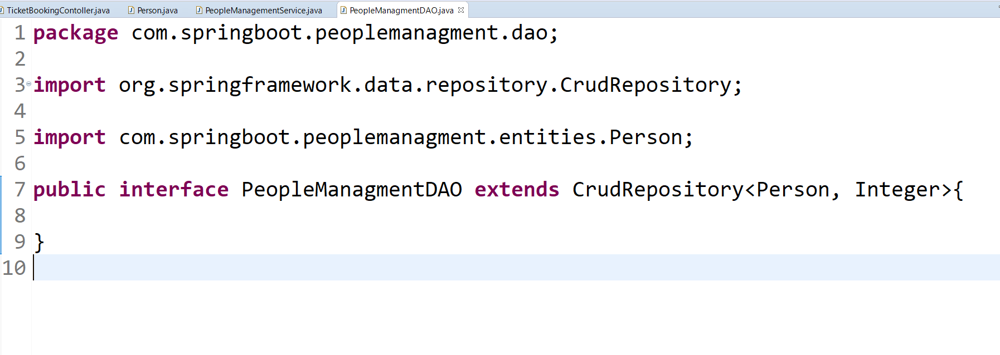 TicketBookingContoller.java Person.java PeopleManagementService.java PeopleManagmentDAO.java
1 package com.springboot.peoplemanagment.dao;
2
3 import org.springframework.data.repository.CrudRepository;
4
5 import com.springboot.peoplemanagment.entities.Person;
6
7 public interface PeopleManagmentDAO extends CrudRepository<Person, Integer>{
8
9 }
10